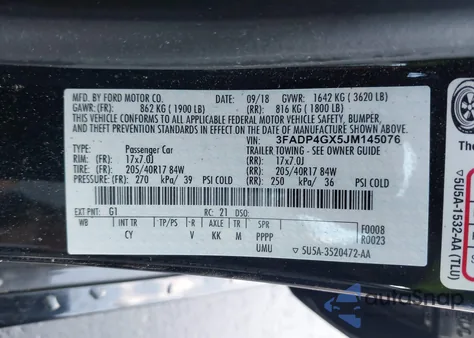 MFD. BY FORD MOTOR CO. DATE: 09/18 GVWR: 1642 KG ( 3620 LB)
GAWR: (FR): 862 KG ( 1900 LB) (RR): 816 KG ( 1800 LB)
THIS VEHICLE CONFORMS TO ALL APPLICABLE FEDERAL MOTOR VEHICLE SAFETY, BUMPER,
AND THEFT PREVENTION STANDARDS IN EFFECT ON THE DATE OF MANUFACTURE SHOWN ABOVE.
VIN: 3FADP4GX5JM145076
TYPE: Passenger Car TRAILER TOWING - SEE OWNER GUIDE
RIM: (FR) 17x7.0J (RR) 17x7.0J
TIRE: (FR) 205/40R17 84W (RR) 205/40R17 84W
PRESSURE: (FR) 270 kPa/ 39 PSI COLD (RR) 250 kPa/ 36 PSI COLD
EXT PNT: G1 RC: 21 DSO:
WB INT TR TP/PS R AXLE TR SPR F0008
CY V KK M PPPP R0023
UMU
▽5U5A-3520472-AA
3FADP4GX5JM
▽5U5A-1532-AA (TLU)
autoSnap